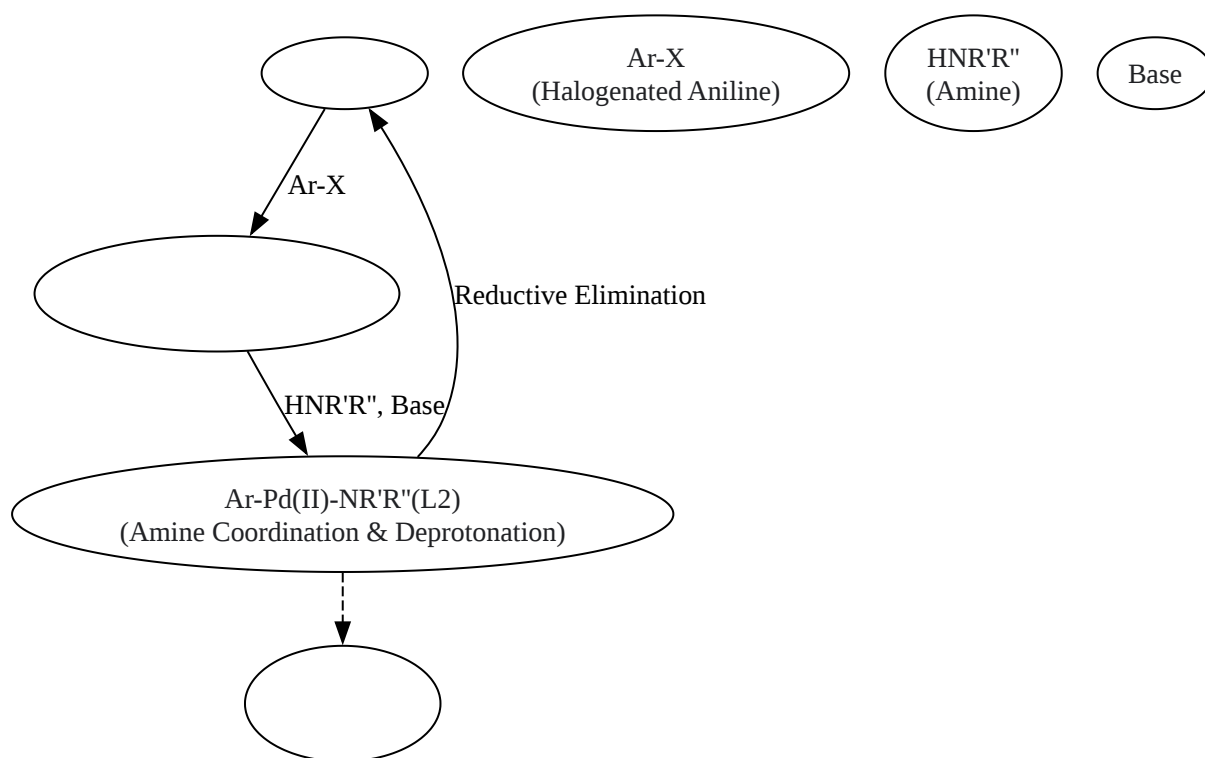 Ar-X
(Halogenated Aniline)
HNR'R"
(Amine)
Base
Ar-X
Reductive Elimination
HNR'R", Base
Ar-Pd(II)-NR'R"(L2)
(Amine Coordination & Deprotonation)